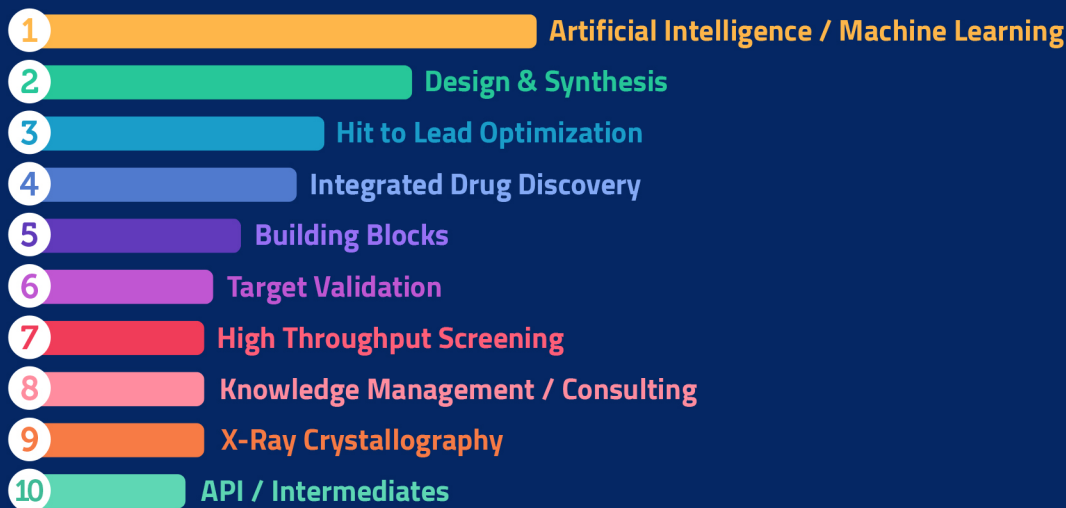 1 Artificial Intelligence / Machine Learning
2 Design & Synthesis
3 Hit to Lead Optimization
4 Integrated Drug Discovery
5 Building Blocks
6 Target Validation
7 High Throughput Screening
8 Knowledge Management / Consulting
9 X-Ray Crystallography
10 API / Intermediates